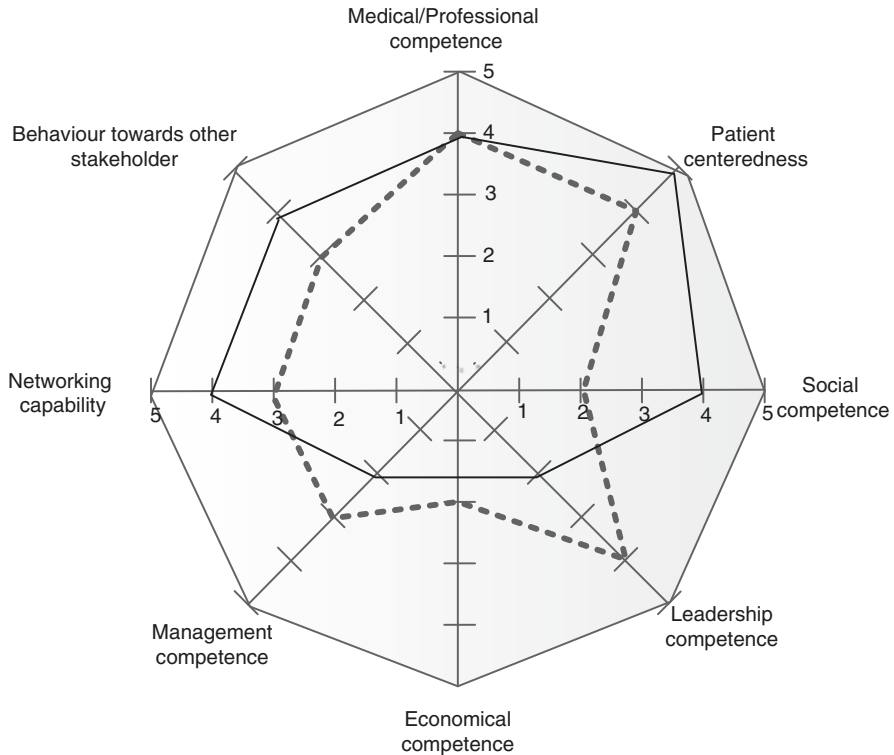 Medical/Professional
competence
5
Behaviour towards other
stakeholder
4
Patient
centeredness
3
2
1
Networking
capability
5 4 3 2 1
1 2 3 4 5
Social
competence
Management
competence
Leadership
competence
Economical
competence